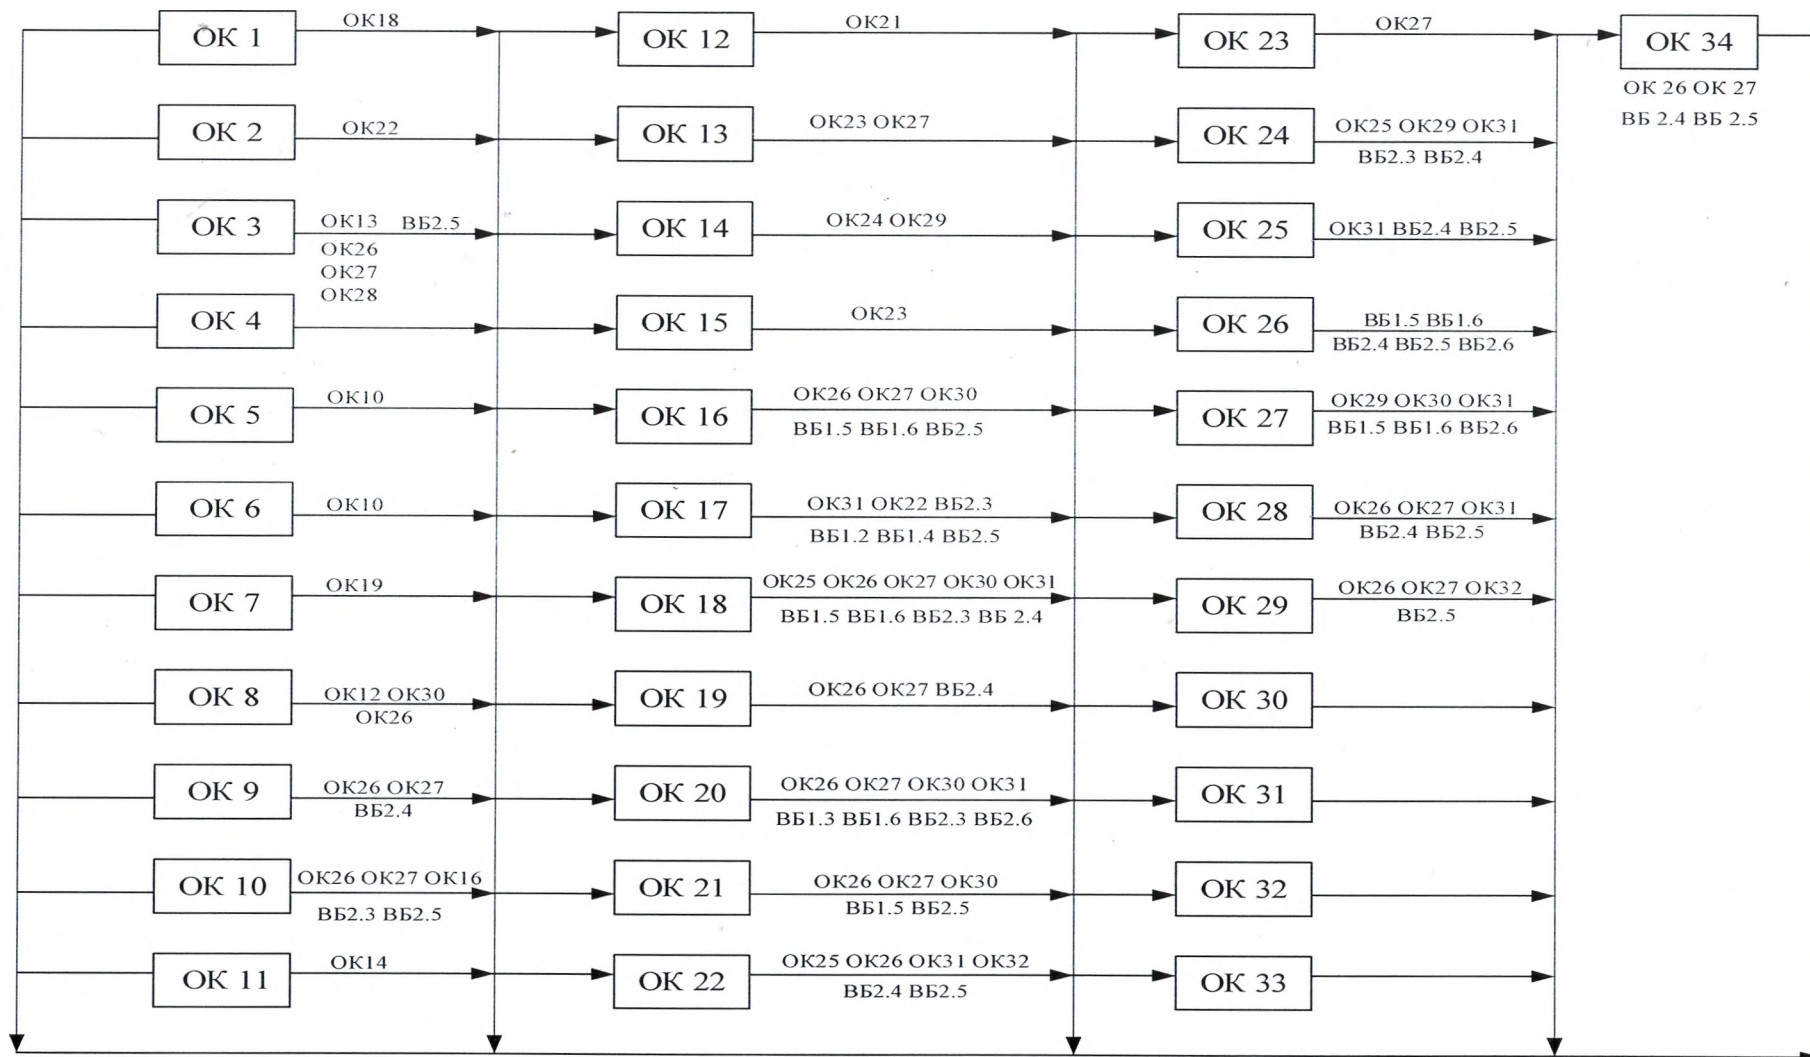 ОК 1
ОК18
ОК 12
ОК21
ОК 23
ОК27
ОК 34
ОК 26 ОК 27
ВБ 2.4 ВБ 2.5
ОК 2
ОК22
ОК 13
ОК23 ОК27
ОК 24
ОК25 ОК29 ОК31
ВБ2.3 ВБ2.4
ОК 3
ОК13 ВБ2.5
ОК26
ОК27
ОК28
ОК 14
ОК24 ОК29
ОК 25
ОК31 ВБ2.4 ВБ2.5
ОК 4
ОК 15
ОК23
ОК 26
ВБ1.5 ВБ1.6
ВБ2.4 ВБ2.5 ВБ2.6
ОК 5
ОК10
ОК 16
ОК26 ОК27 ОК30
ВБ1.5 ВБ1.6 ВБ2.5
ОК 27
ОК29 ОК30 ОК31
ВБ1.5 ВБ1.6 ВБ2.6
ОК 6
ОК10
ОК 17
ОК31 ОК22 ВБ2.3
ВБ1.2 ВБ1.4 ВБ2.5
ОК 28
ОК26 ОК27 ОК31
ВБ2.4 ВБ2.5
ОК 7
ОК19
ОК 18
ОК25 ОК26 ОК27 ОК30 ОК31
ВБ1.5 ВБ1.6 ВБ2.3 ВБ 2.4
ОК 29
ОК26 ОК27 ОК32
ВБ2.5
ОК 8
ОК12 ОК30
ОК26
ОК 19
ОК26 ОК27 ВБ2.4
ОК 30
ОК 9
ОК26 ОК27
ВБ2.4
ОК 20
ОК26 ОК27 ОК30 ОК31
ВБ1.3 ВБ1.6 ВБ2.3 ВБ2.6
ОК 31
ОК 10
ОК26 ОК27 ОК16
ВБ2.3 ВБ2.5
ОК 21
ОК26 ОК27 ОК30
ВБ1.5 ВБ2.5
ОК 32
ОК 11
ОК14
ОК 22
ОК25 ОК26 ОК31 ОК32
ВБ2.4 ВБ2.5
ОК 33